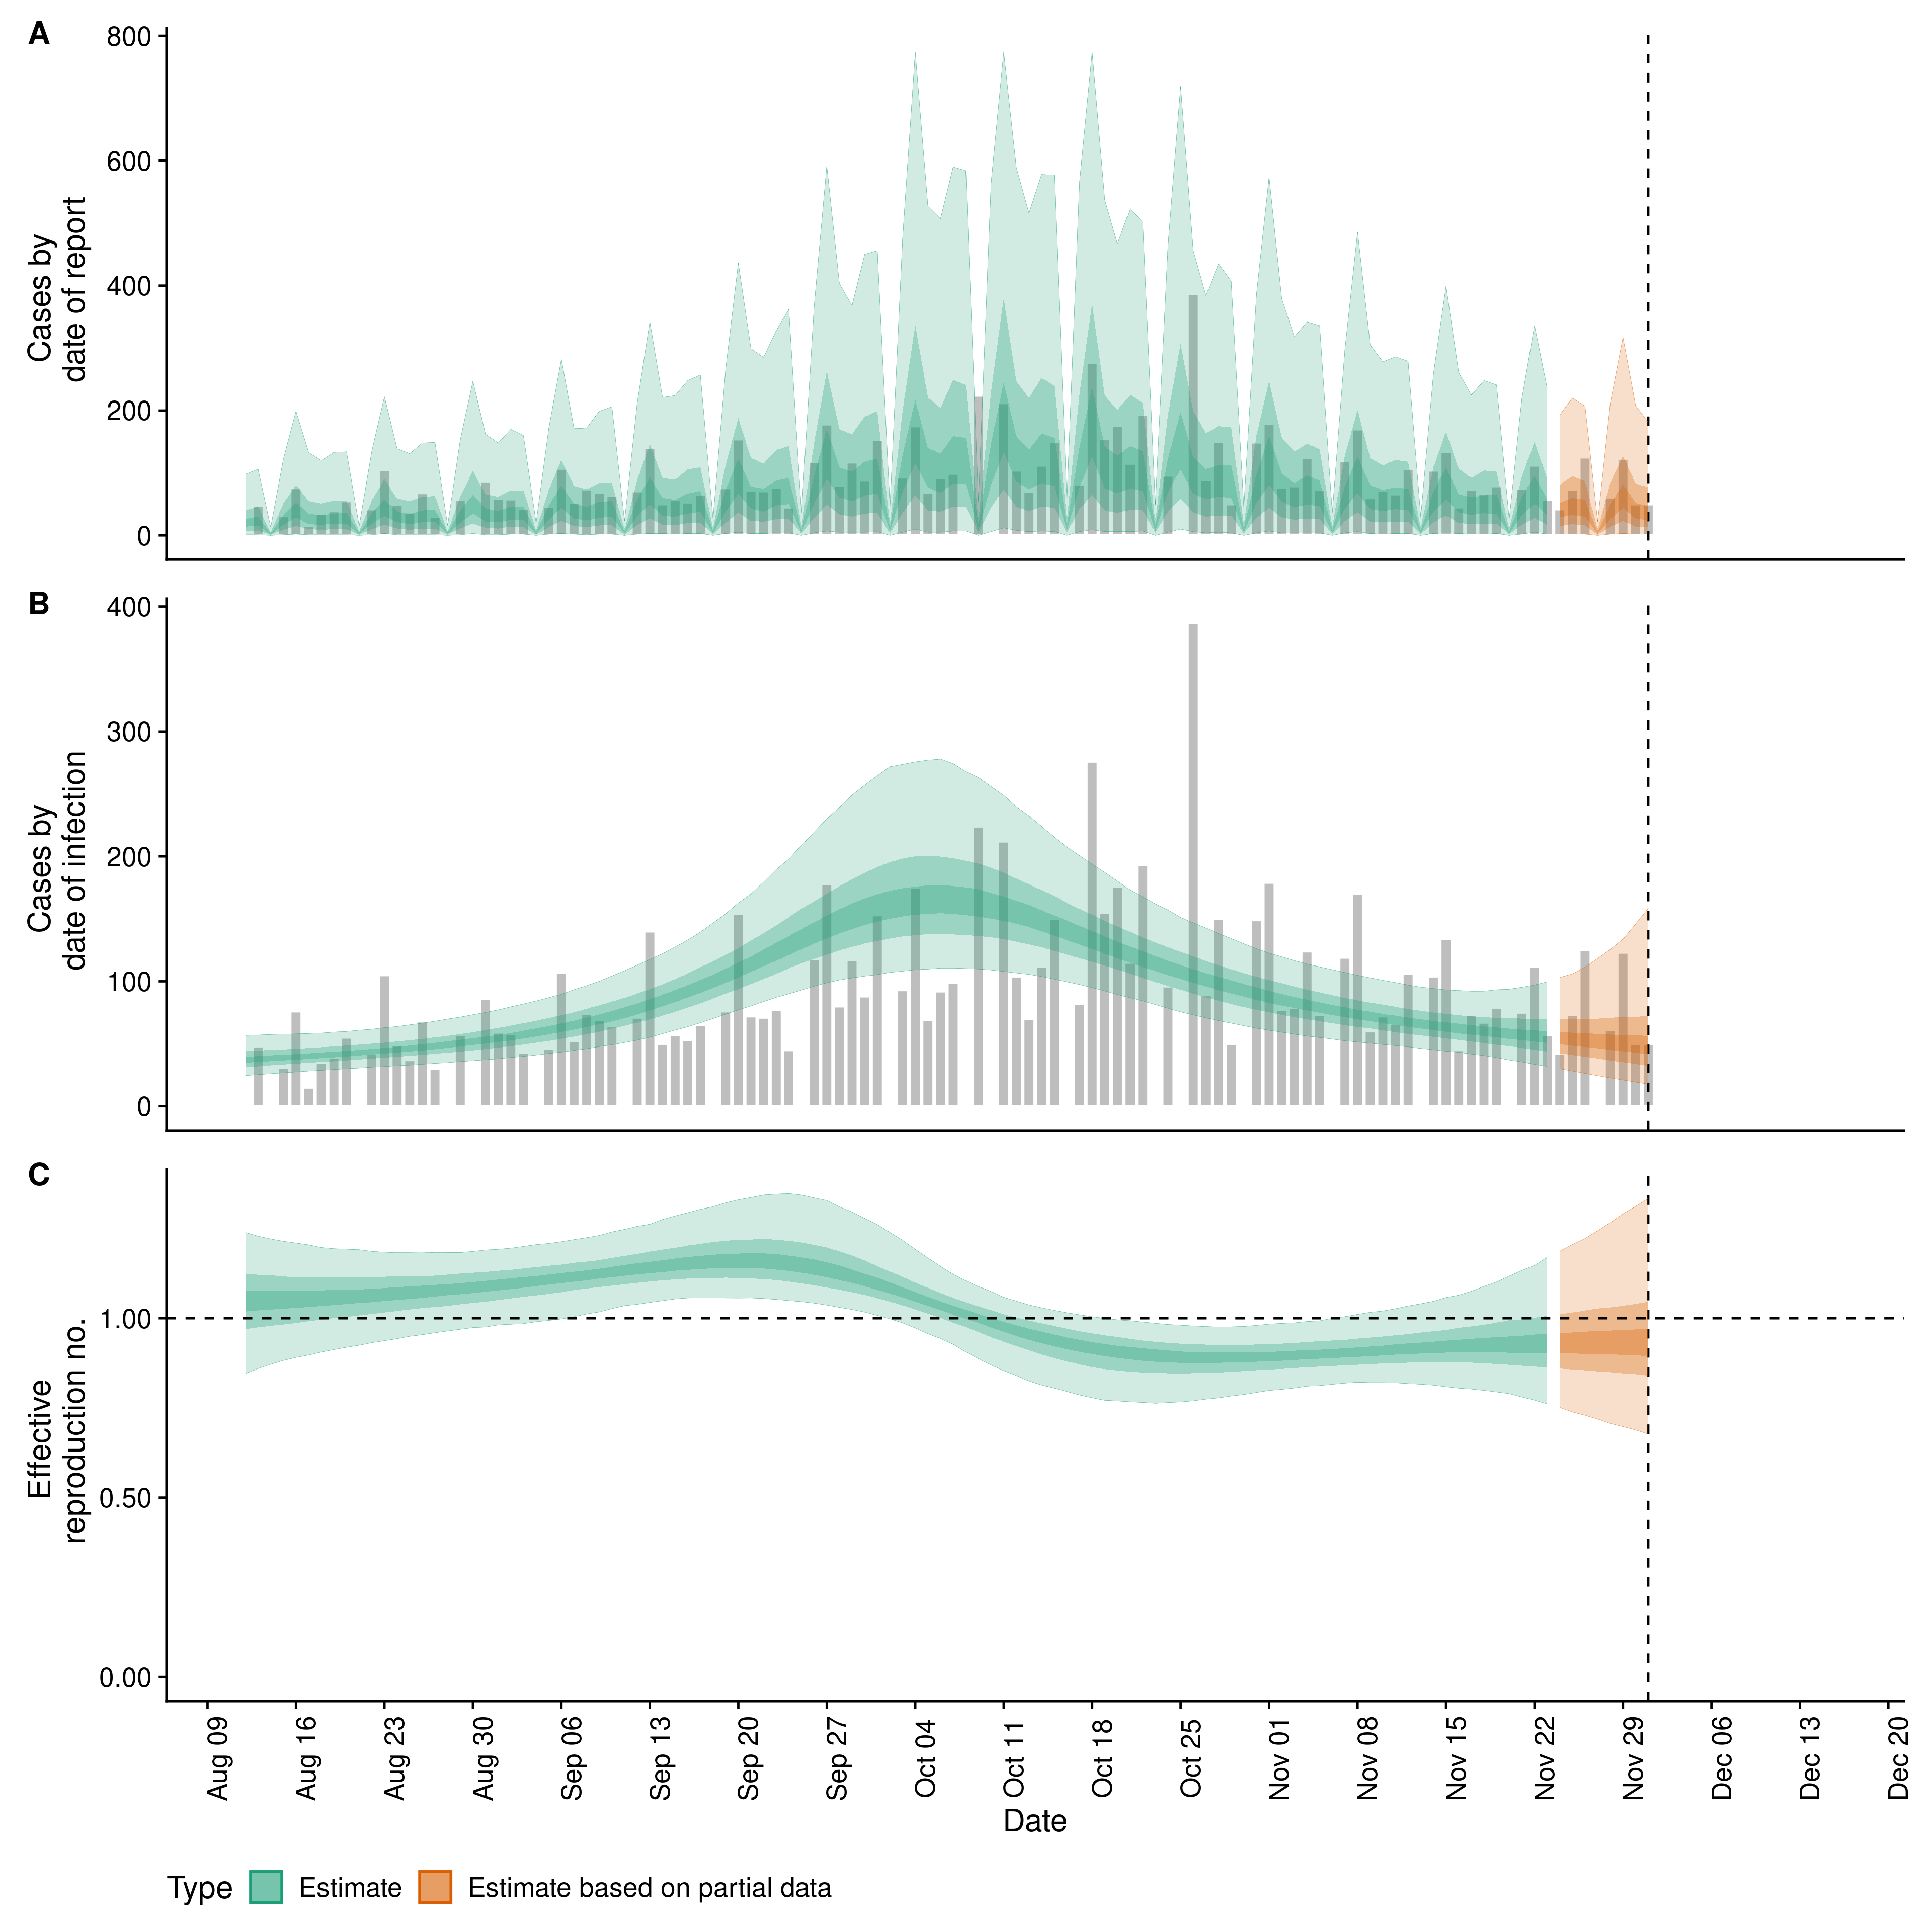 A
800
600
400
200
0
Cases by
date of report
B
400
300
200
100
0
Cases by
date of infection
C
1.00
0.50
0.00
Effective
reproduction no.
Aug 09
Aug 16
Aug 23
Aug 30
Sep 06
Sep 13
Sep 20
Sep 27
Oct 04
Oct 11
Oct 18
Oct 25
Nov 01
Nov 08
Nov 15
Nov 22
Nov 29
Dec 06
Dec 13
Dec 20
Date
Type Estimate Estimate based on partial data